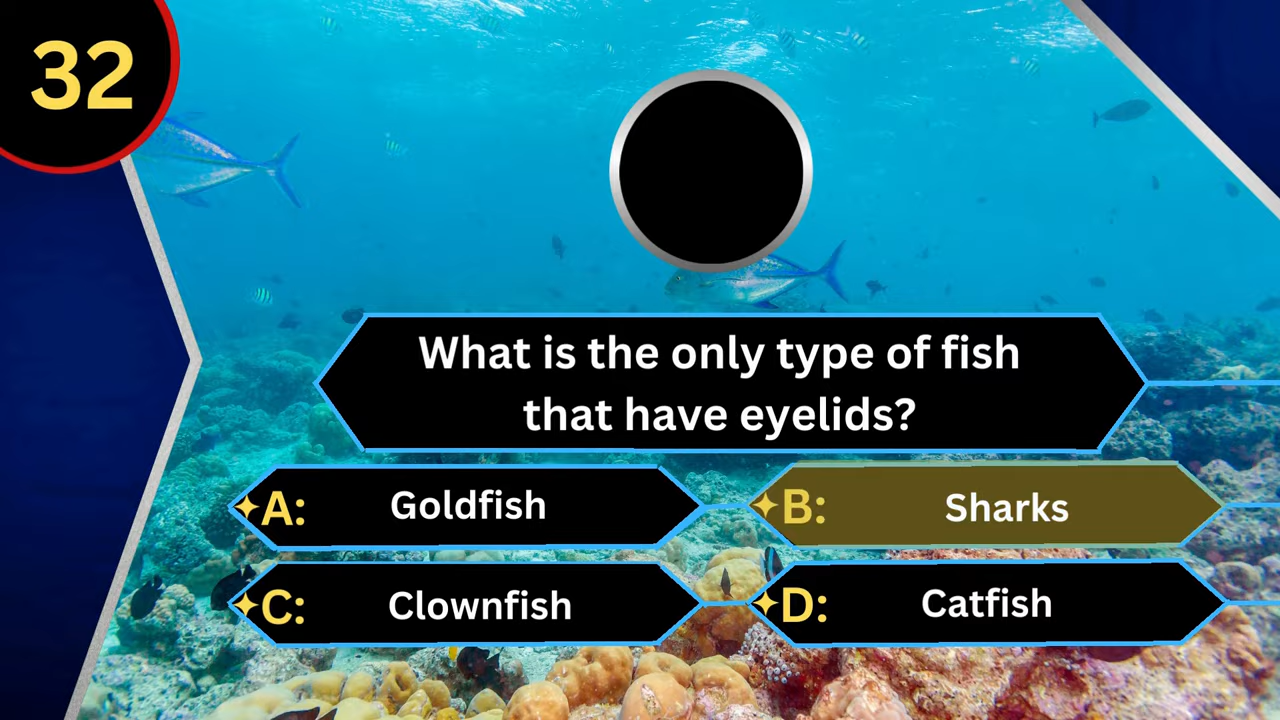 32
What is the only type of fish
that have eyelids?
A: Goldfish
B: Sharks
C: Clownfish
D: Catfish